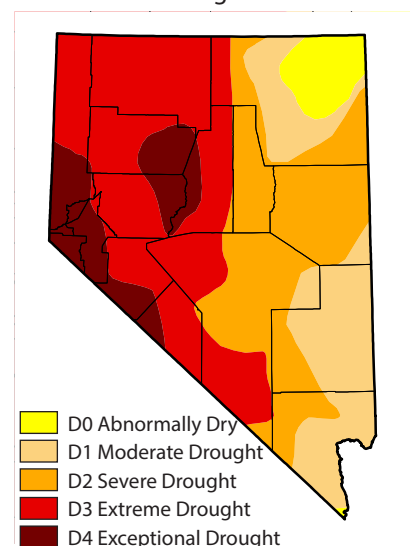 D0 Abnormally Dry
D1 Moderate Drought
D2 Severe Drought
D3 Extreme Drought
D4 Exceptional Drought